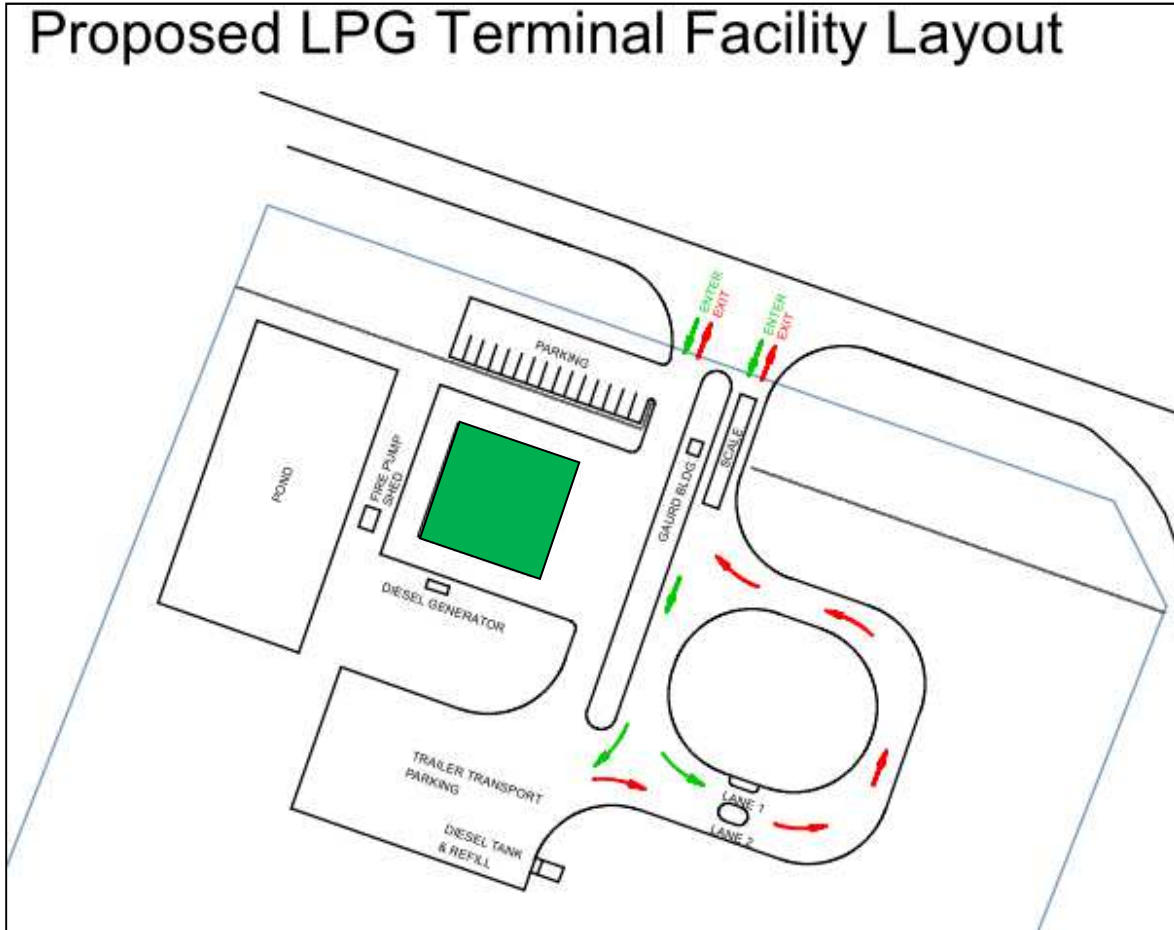 Proposed LPG Terminal Facility Layout
ENTER
EXIT
ENTER
EXIT
PARKING
SCALE
GAURD BLDG
FIRE PUMP
SHED
POND
DIESEL GENERATOR
TRAILER TRANSPORT
PARKING
LANE 1
LANE 2
DIESEL TANK
& REFILL